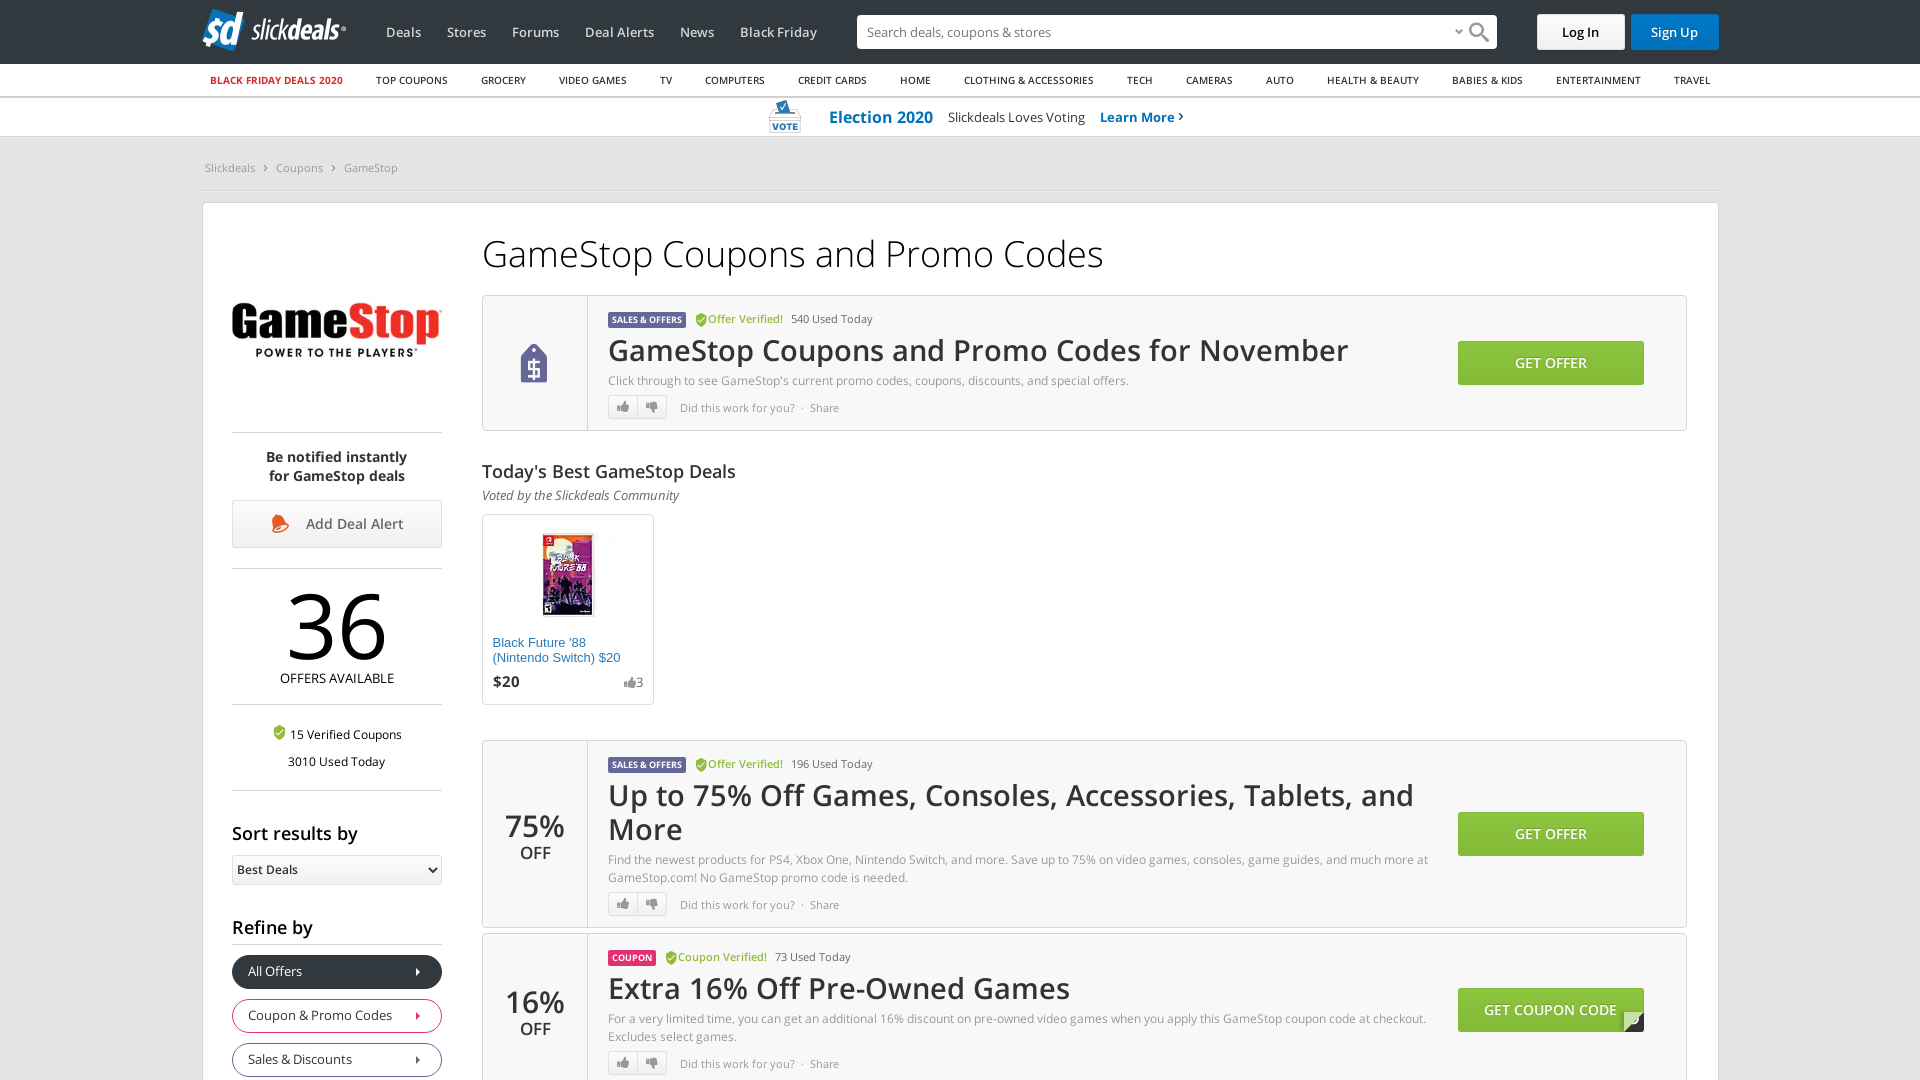 slickdeals
Deals
Stores
Forums
Deal Alerts
News
Black Friday
Search deals, coupons & stores
Log In
Sign Up
BLACK FRIDAY DEALS 2020
TOP COUPONS
GROCERY
VIDEO GAMES
TV
COMPUTERS
CREDIT CARDS
HOME
CLOTHING & ACCESSORIES
TECH
CAMERAS
AUTO
HEALTH & BEAUTY
BABIES & KIDS
ENTERTAINMENT
TRAVEL
VOTE
Election 2020
Slickdeals Loves Voting
Learn More
Slickdeals
Coupons
GameStop
GameStop
POWER TO THE PLAYERS
Be notified instantly
for GameStop deals
Add Deal Alert
36
OFFERS AVAILABLE
15 Verified Coupons
3010 Used Today
Sort results by
Best Deals
Refine by
All Offers
Coupon & Promo Codes
Sales & Discounts
GameStop Coupons and Promo Codes
SALES & OFFERS
Offer Verified!
540 Used Today
GameStop Coupons and Promo Codes for November
Click through to see GameStop's current promo codes, coupons, discounts, and special offers.
Did this work for you? · Share
GET OFFER
Today's Best GameStop Deals
Voted by the Slickdeals Community
Black Future '88
(Nintendo Switch) $20
$20
3
75%
OFF
SALES & OFFERS
Offer Verified!
196 Used Today
Up to 75% Off Games, Consoles, Accessories, Tablets, and
More
Find the newest products for PS4, Xbox One, Nintendo Switch, and more. Save up to 75% on video games, consoles, game guides, and much more at
GameStop.com! No GameStop promo code is needed.
Did this work for you? · Share
GET OFFER
16%
OFF
COUPON
Coupon Verified!
73 Used Today
Extra 16% Off Pre-Owned Games
For a very limited time, you can get an additional 16% discount on pre-owned video games when you apply this GameStop coupon code at checkout.
Excludes select games.
Did this work for you? · Share
GET COUPON CODE